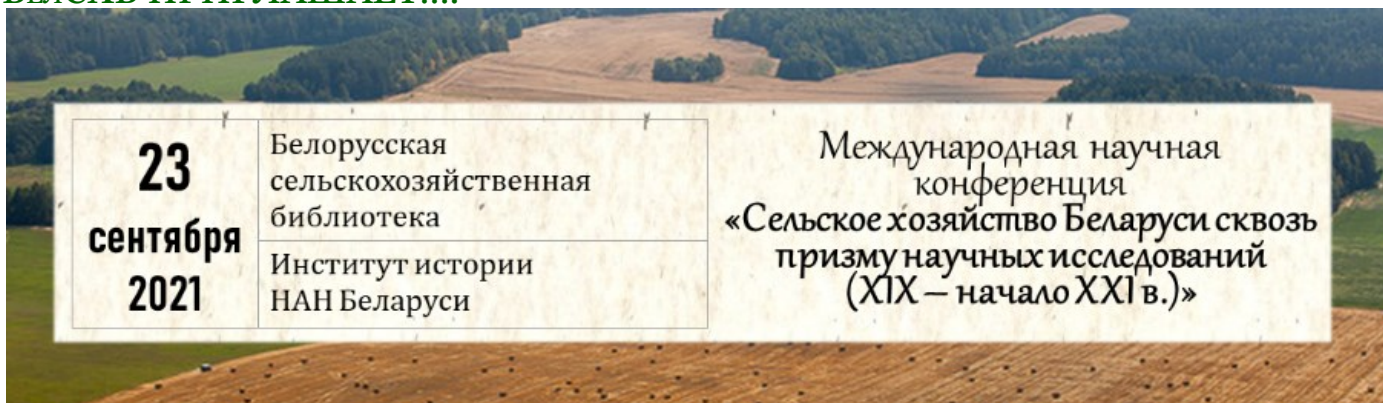 23
сентября
2021
Белорусская
сельскохозяйственная
библиотека
Институт истории
НАН Беларуси
Международная научная
конференция
«Сельское хозяйство Беларуси сквозь
призму научных исследований
(XIX – начало XXI в.)»